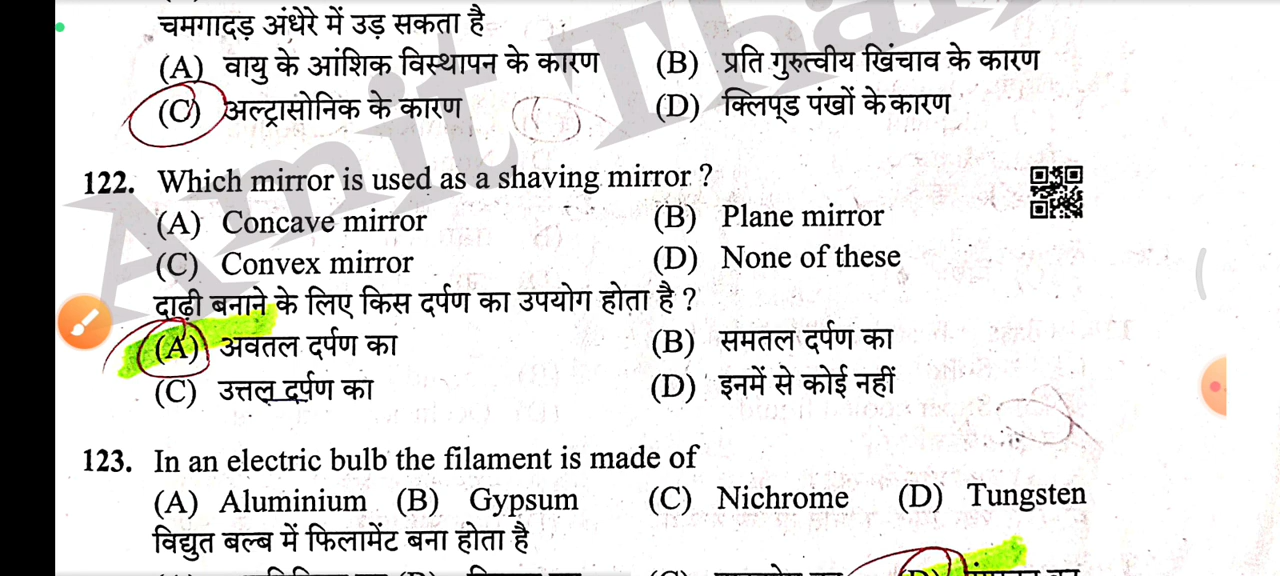 चमगादड़ अंधेरे में उड़ सकता है
(A) वायु के आंशिक विस्थापन के कारण (B) प्रति गुरुत्वीय खिंचाव के कारण
(C) अल्ट्रासोनिक के कारण (D) क्लिप्ड पंखों के कारण
122. Which mirror is used as a shaving mirror ?
(A) Concave mirror (B) Plane mirror
(C) Convex mirror (D) None of these
दाढ़ी बनाने के लिए किस दर्पण का उपयोग होता है ?
(A) अवतल दर्पण का (B) समतल दर्पण का
(C) उत्तल दर्पण का (D) इनमें से कोई नहीं
123. In an electric bulb the filament is made of
(A) Aluminium (B) Gypsum (C) Nichrome (D) Tungsten
विद्युत बल्ब में फिलामेंट बना होता है